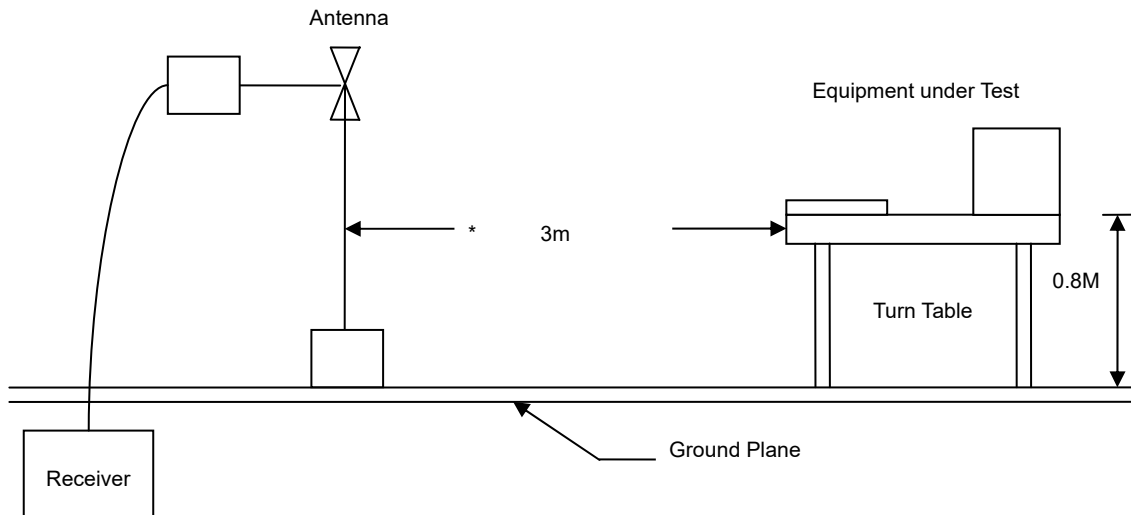 Antenna
Equipment under Test
* 3m
0.8M
Turn Table
Ground Plane
Receiver